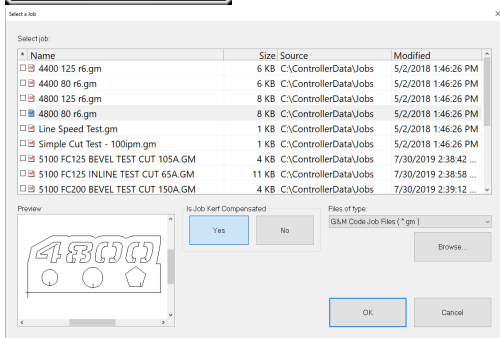 Select a Job
Select job:
* Name Size Source Modified
4400 125 r6.gm 6 KB C:\ControllerData\Jobs 5/2/2018 1:46:26 PM
4400 80 r6.gm 6 KB C:\ControllerData\Jobs 5/2/2018 1:46:26 PM
4800 125 r6.gm 8 KB C:\ControllerData\Jobs 5/2/2018 1:46:26 PM
4800 80 r6.gm 8 KB C:\ControllerData\Jobs 5/2/2018 1:46:26 PM
Line Speed Test.gm 1 KB C:\ControllerData\Jobs 5/2/2018 1:46:26 PM
Simple Cut Test - 100ipm.gm 1 KB C:\ControllerData\Jobs 5/2/2018 1:46:26 PM
5100 FC125 BEVEL TEST CUT 105A.GM 4 KB C:\ControllerData\Jobs 7/30/2019 2:38:42 ...
5100 FC125 INLINE TEST CUT 65A.GM 11 KB C:\ControllerData\Jobs 7/30/2019 2:38:58 ...
5100 FC200 BEVEL TEST CUT 150A.GM 4 KB C:\ControllerData\Jobs 7/30/2019 2:39:12 ...
Preview
4800
Is Job Kerf Compensated
Yes No
Files of type:
G&M Code Job Files ( *.gm )
Browse...
OK Cancel